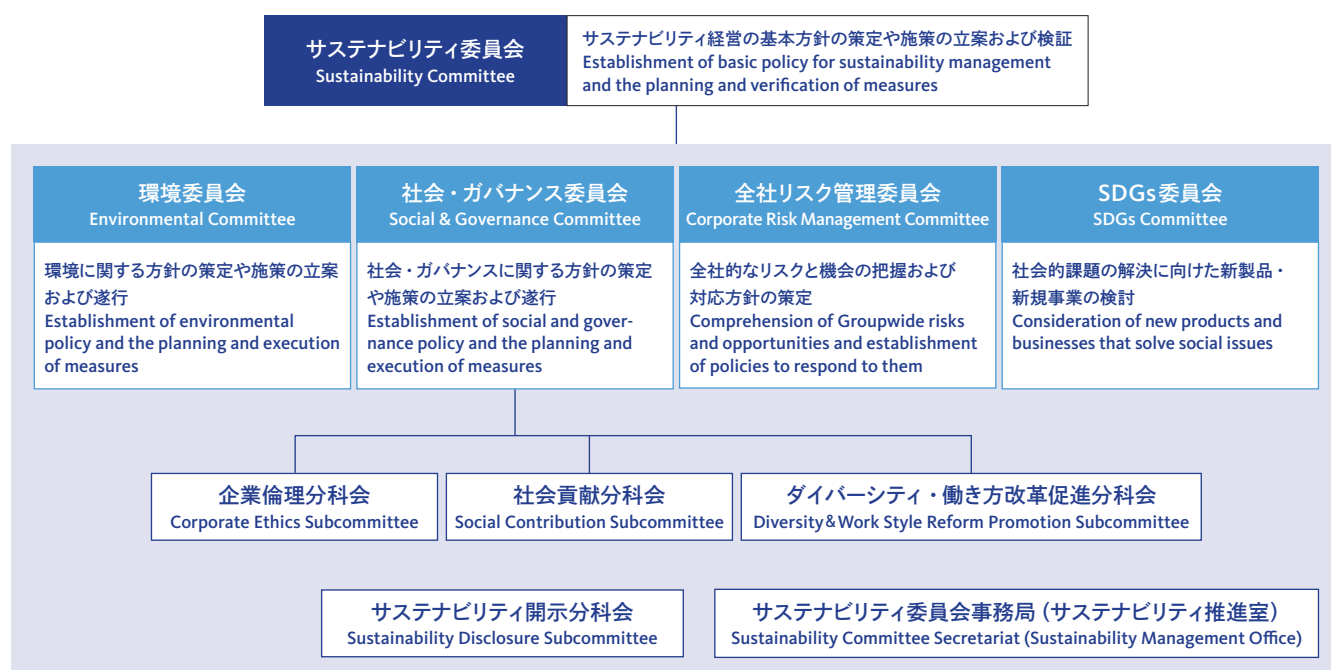 サステナビリティ委員会
Sustainability Committee
サステナビリティ経営の基本方針の策定や施策の立案および検証
Establishment of basic policy for sustainability management
and the planning and verification of measures
環境委員会
Environmental Committee
環境に関する方針の策定や施策の立案
および遂行
Establishment of environmental
policy and the planning and execution
of measures
社会・ガバナンス委員会
Social & Governance Committee
社会・ガバナンスに関する方針の策定
や施策の立案および遂行
Establishment of social and gover-
nance policy and the planning and
execution of measures
全社リスク管理委員会
Corporate Risk Management Committee
全社的なリスクと機会の把握および
対応方針の策定
Comprehension of Groupwide risks
and opportunities and establishment
of policies to respond to them
SDGs委員会
SDGs Committee
社会的課題の解決に向けた新製品・
新規事業の検討
Consideration of new products and
businesses that solve social issues
企業倫理分科会
Corporate Ethics Subcommittee
社会貢献分科会
Social Contribution Subcommittee
ダイバーシティ・働き方改革促進分科会
Diversity&Work Style Reform Promotion Subcommittee
サステナビリティ開示分科会
Sustainability Disclosure Subcommittee
サステナビリティ委員会事務局（サステナビリティ推進室）
Sustainability Committee Secretariat (Sustainability Management Office)